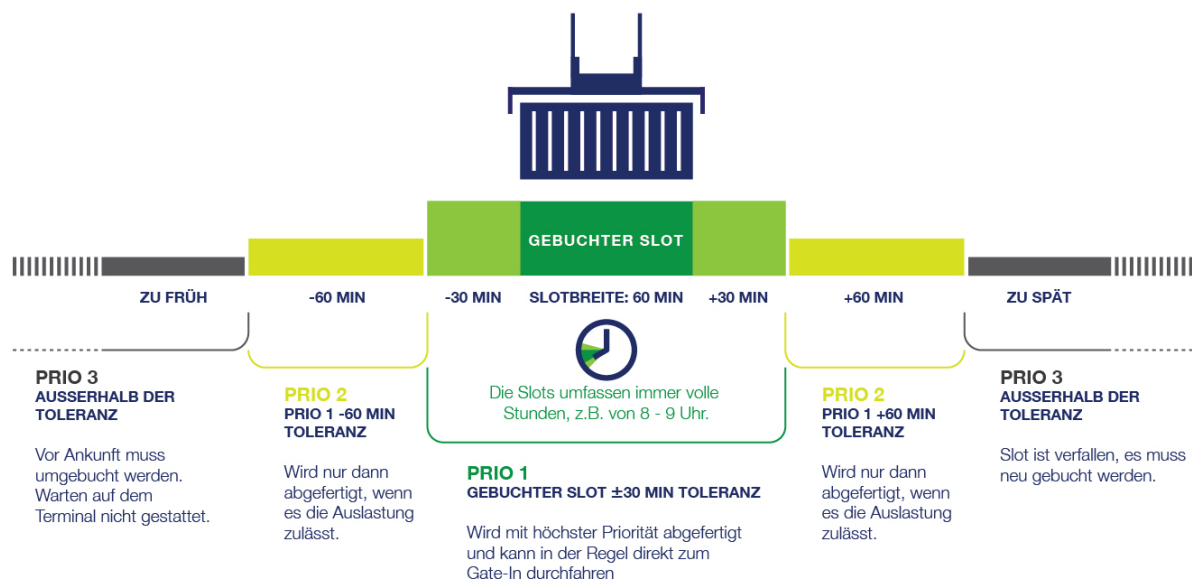 GEBUCHTER SLOT
ZU FRÜH
-60 MIN
-30 MIN
SLOTBREITE: 60 MIN
+30 MIN
+60 MIN
ZU SPÄT
PRIO 3
AUSSERHALB DER
TOLERANZ
Vor Ankunft muss
umgebucht werden.
Warten auf dem
Terminal nicht gestattet.
PRIO 2
PRIO 1 -60 MIN
TOLERANZ
Wird nur dann
abgefertigt, wenn
es die Auslastung
zulässt.
Die Slots umfassen immer volle
Stunden, z.B. von 8 - 9 Uhr.
PRIO 1
GEBUCHTER SLOT ±30 MIN TOLERANZ
Wird mit höchster Priorität abgefertigt
und kann in der Regel direkt zum
Gate-In durchfahren
PRIO 2
PRIO 1 +60 MIN
TOLERANZ
Wird nur dann
abgefertigt, wenn
es die Auslastung
zulässt.
PRIO 3
AUSSERHALB DER
TOLERANZ
Slot ist verfallen, es muss
neu gebucht werden.